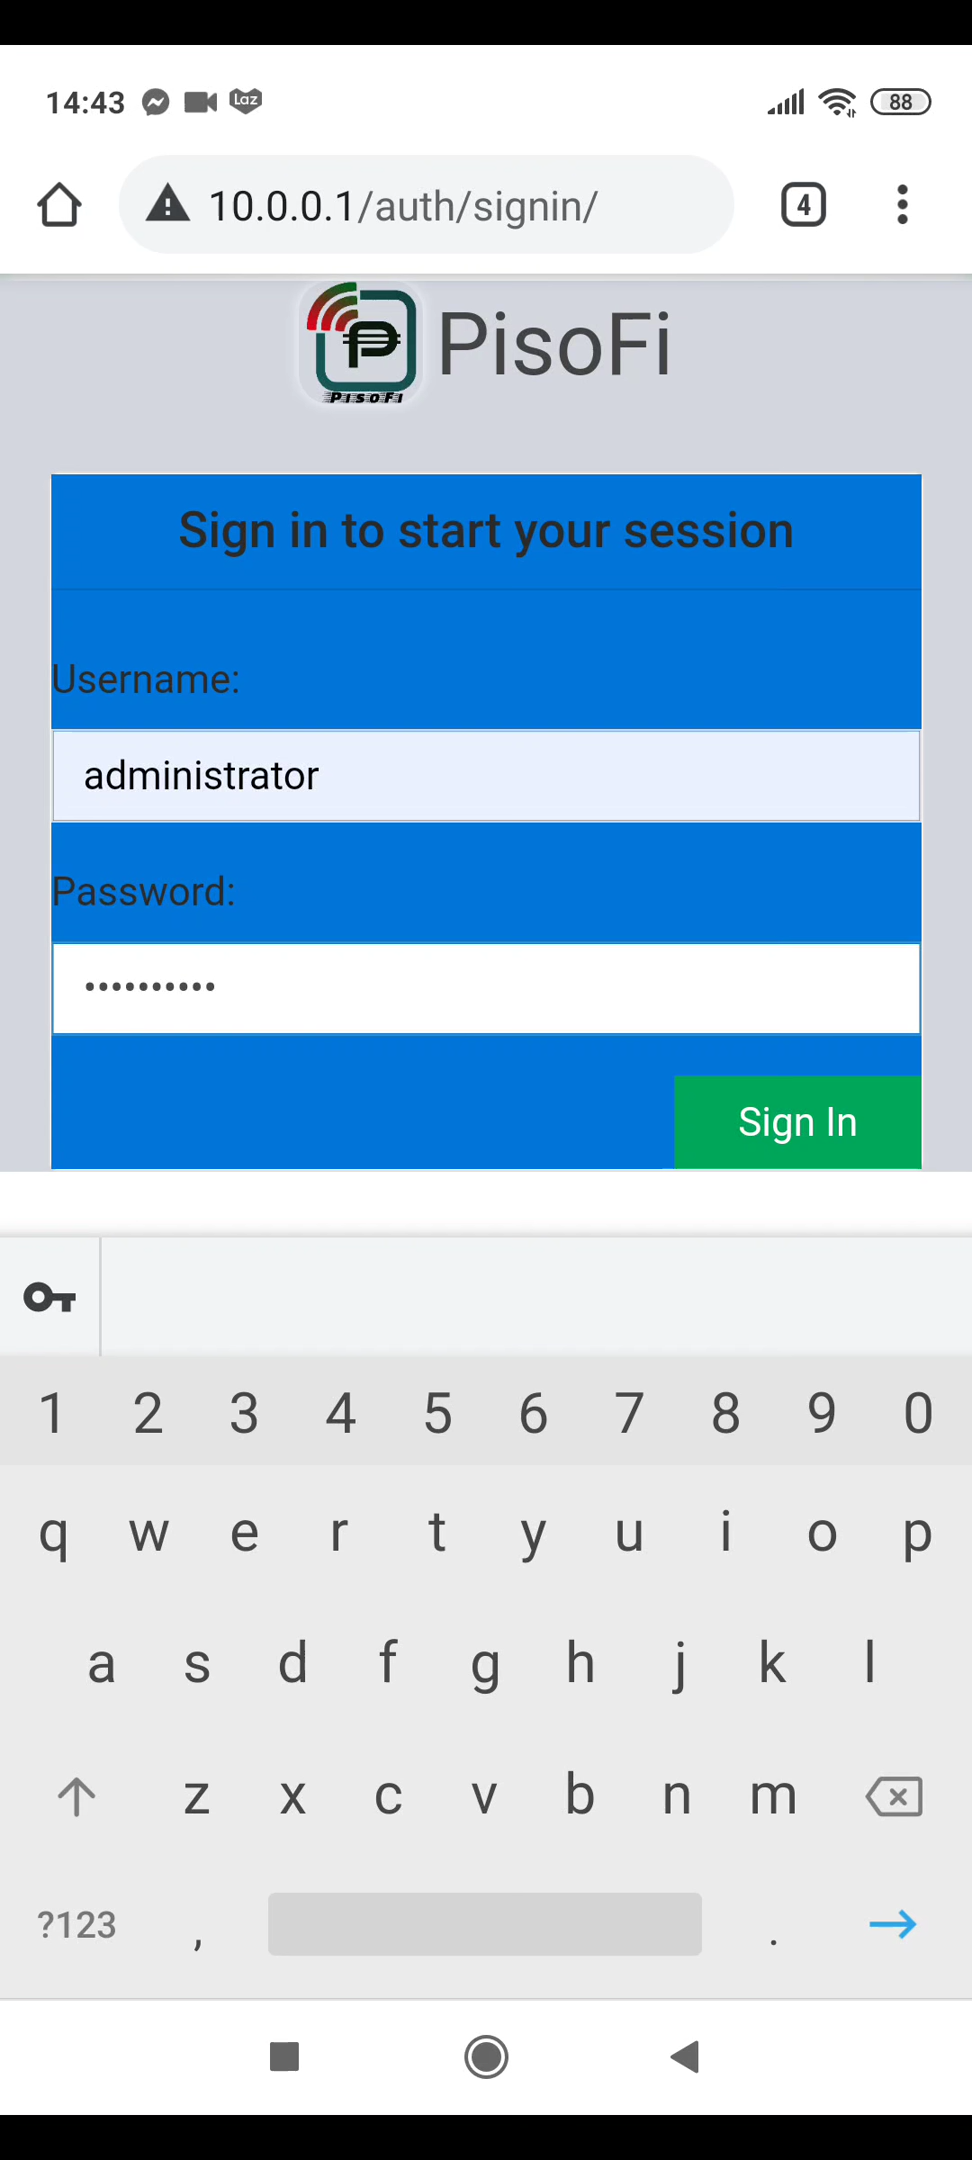 14:43 Laz 88
10.0.0.1/auth/signin/ 4
P PisoFi
PISOFI
Sign in to start your session
Username:
administrator
Password:
••••••••••
Sign In
1 2 3 4 5 6 7 8 9 0
q w e r t y u i o p
a s d f g h j k l
z x c v b n m
?123 , .